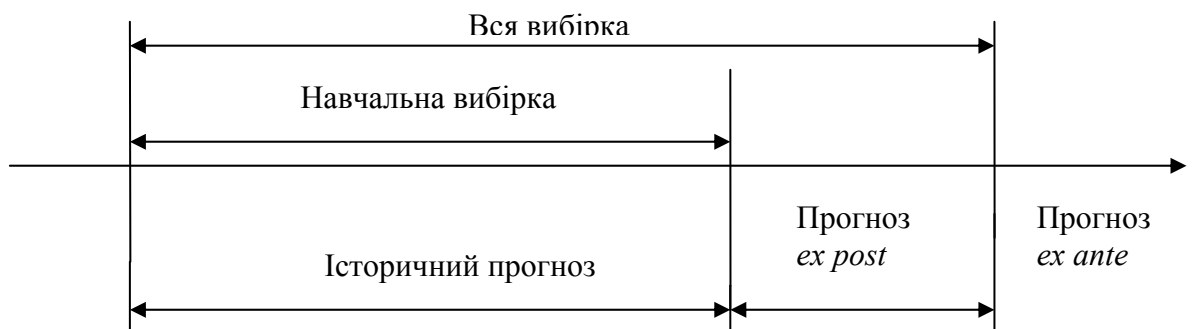 Вся вибірка
Навчальна вибірка
Прогноз
ex post
Прогноз
ex ante
Історичний прогноз